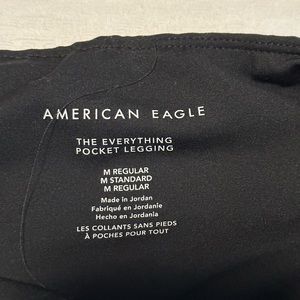 AMERICAN EAGLE
THE EVERYTHING
POCKET LEGGING
M REGULAR
M STANDARD
M REGULAR
Made in Jordan
Fabriqué en Jordanie
Hecho en Jordania
LES COLLANTS SANS PIEDS
À POCHES POUR TOUT